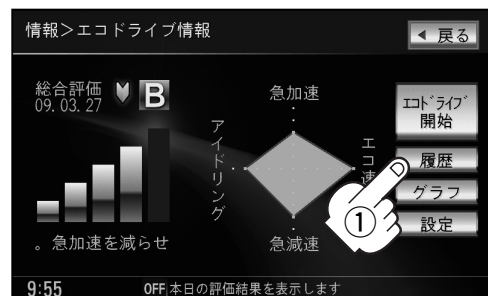 情報＞エコドライブ情報
◀ 戻る
総合評価
09. 03. 27
B
急加速
アイドリング
エコ速
急減速
。急加速を減らせ
ｴｺﾄﾞﾗｲﾌﾞ
開始
履歴
グラフ
設定
①
9:55
OFF 本日の評価結果を表示します